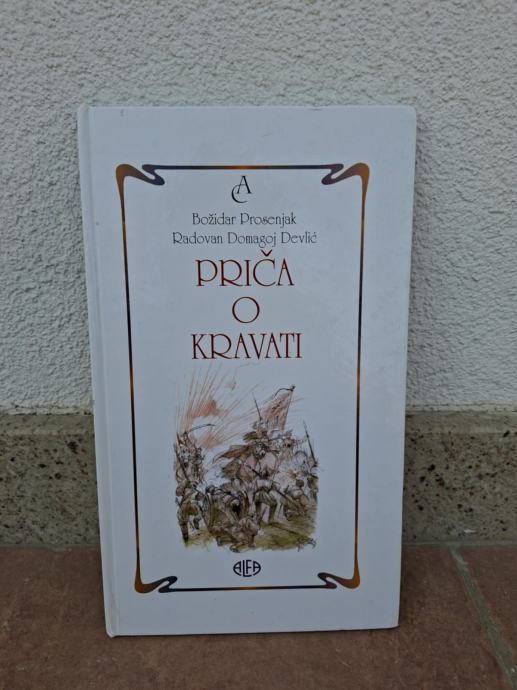 AC
Božidar Prosenjak
Radovan Domagoj Devlić
PRIČA
O
KRAVATI
ALFA